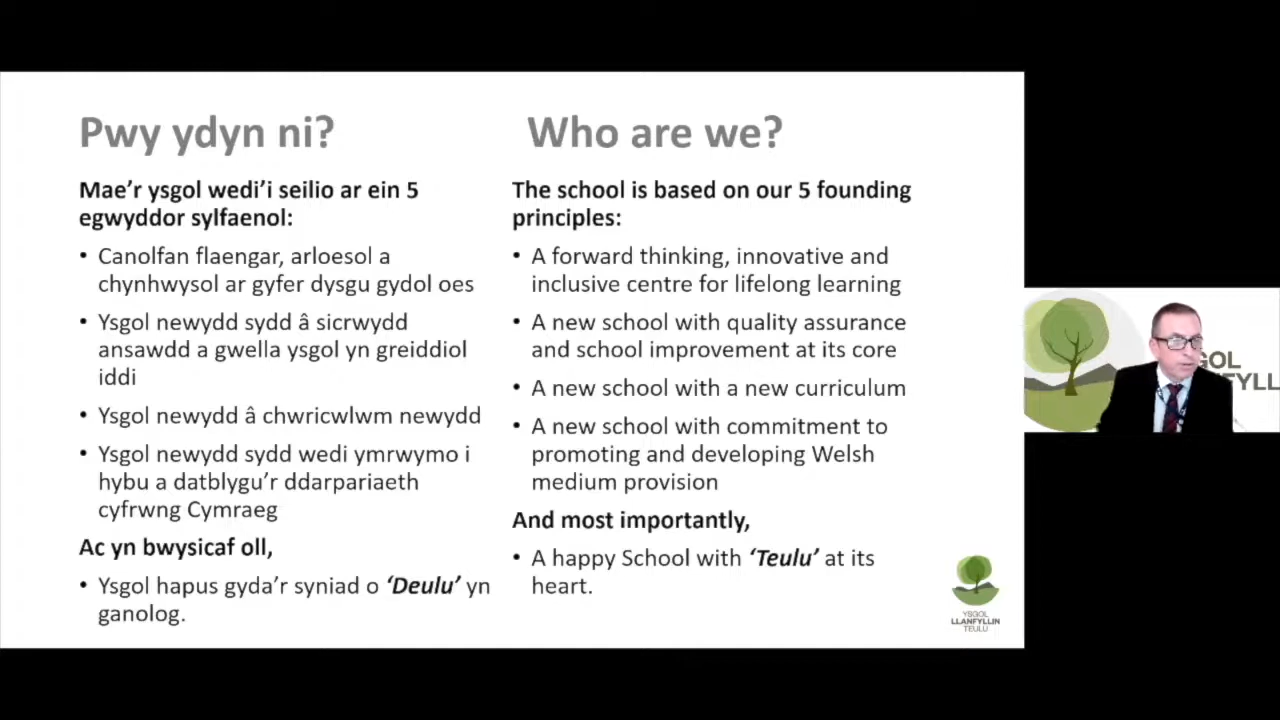 Pwy ydyn ni?
Mae'r ysgol wedi'i seilio ar ein 5
egwyddor sylfaenol:
• Canolfan flaengar, arloesol a
chynhwysol ar gyfer dysgu gydol oes
• Ysgol newydd sydd â sicrwydd
ansawdd a gwella ysgol yn greiddiol
iddi
• Ysgol newydd â chwricwlwm newydd
• Ysgol newydd sydd wedi ymrwymo i
hybu a datblygu'r ddarpariaeth
cyfrwng Cymraeg
Ac yn bwysicaf oll,
• Ysgol hapus gyda'r syniad o 'Deulu' yn
ganolog.
Who are we?
The school is based on our 5 founding
principles:
• A forward thinking, innovative and
inclusive centre for lifelong learning
• A new school with quality assurance
and school improvement at its core
• A new school with a new curriculum
• A new school with commitment to
promoting and developing Welsh
medium provision
And most importantly,
• A happy School with 'Teulu' at its
heart.
YSGOL
LLANFYLLIN
TEULU
GOL
NFYLL